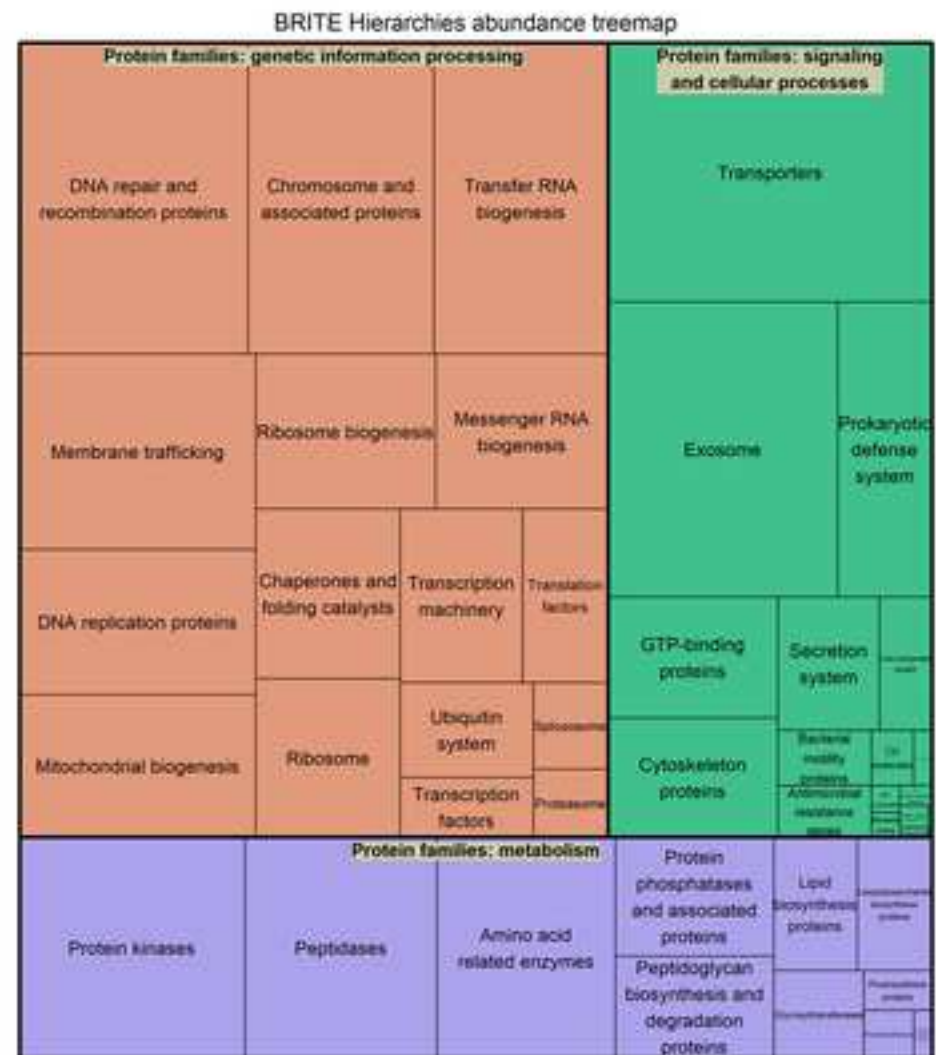 BRITE Hierarchies abundance treemap
Protein families: genetic information processing
Protein families: signaling
and cellular processes
DNA repair and
recombination proteins
Chromosome and
associated proteins
Transfer RNA
biogenesis
Transporters
Membrane trafficking
Ribosome biogenesis
Messenger RNA
biogenesis
Exosome
Prokaryotic
defense
system
DNA replication proteins
Chaperones and
folding catalysts
Transcription
machinery
Translation
factors
GTP-binding
proteins
Secretion
system
Mitochondrial biogenesis
Ribosome
Ubiquitin
system
Spliceosome
Transcription
factors
Proteasome
Cytoskeleton
proteins
Bacterial
motility
proteins
Antimicrobial
resistance
genes
Protein families: metabolism
Protein kinases
Peptidases
Amino acid
related enzymes
Protein
phosphatases
and associated
proteins
Lipid
biosynthesis
proteins
Peptidoglycan
biosynthesis and
degradation
proteins